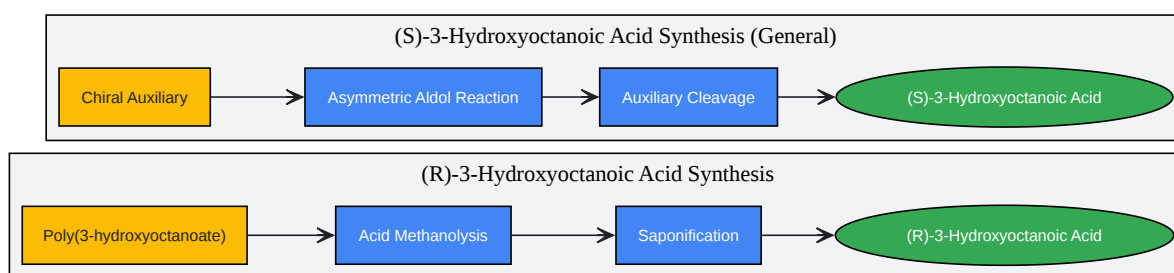 (S)-3-Hydroxyoctanoic Acid Synthesis (General)
Chiral Auxiliary
Asymmetric Aldol Reaction
Auxiliary Cleavage
(S)-3-Hydroxyoctanoic Acid
(R)-3-Hydroxyoctanoic Acid Synthesis
Poly(3-hydroxyoctanoate)
Acid Methanolysis
Saponification
(R)-3-Hydroxyoctanoic Acid